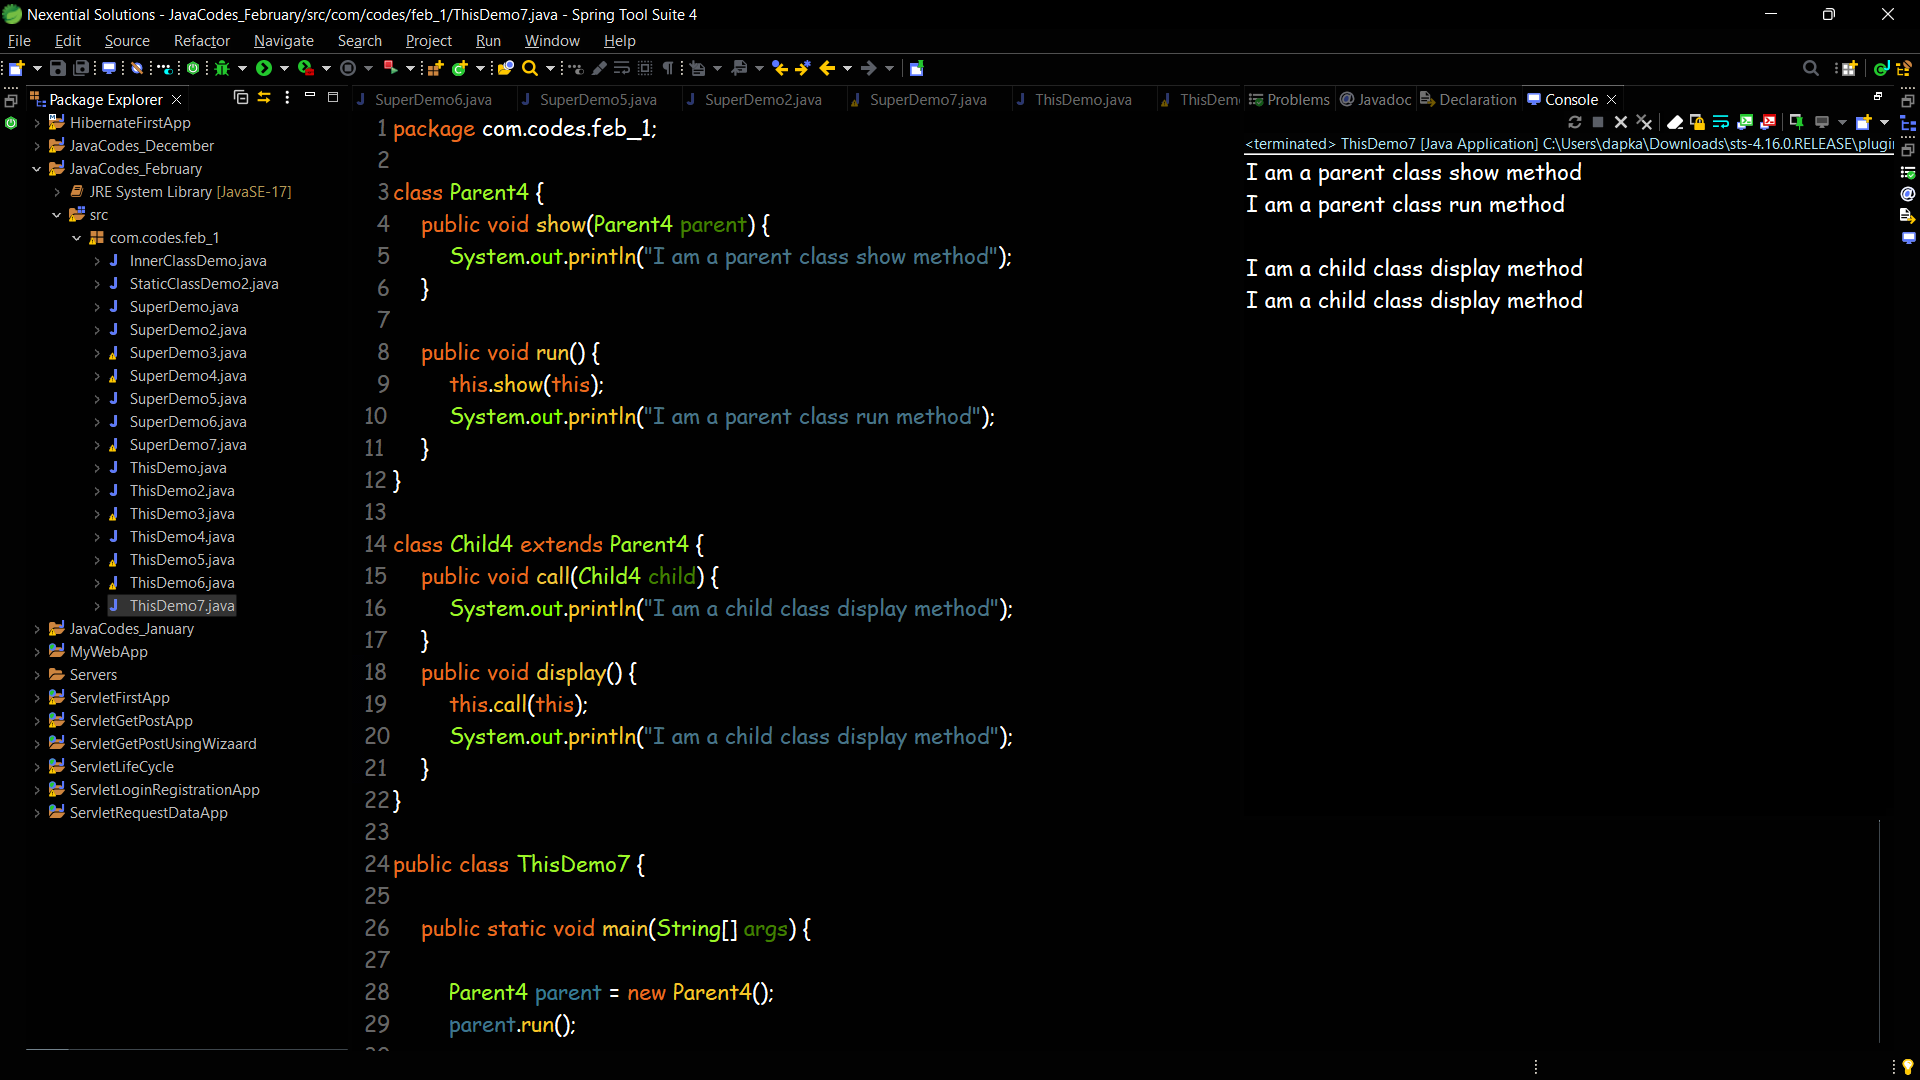 Nexential Solutions - JavaCodes_February/src/com/codes/feb_1/ThisDemo7.java - Spring Tool Suite 4
File Edit Source Refactor Navigate Search Project Run Window Help
Package Explorer
HibernateFirstApp
JavaCodes_December
JavaCodes_February
JRE System Library [JavaSE-17]
src
com.codes.feb_1
InnerClassDemo.java
StaticClassDemo2.java
SuperDemo.java
SuperDemo2.java
SuperDemo3.java
SuperDemo4.java
SuperDemo5.java
SuperDemo6.java
SuperDemo7.java
ThisDemo.java
ThisDemo2.java
ThisDemo3.java
ThisDemo4.java
ThisDemo5.java
ThisDemo6.java
ThisDemo7.java
JavaCodes_January
MyWebApp
Servers
ServletFirstApp
ServletGetPostApp
ServletGetPostUsingWizaard
ServletLifeCycle
ServletLoginRegistrationApp
ServletRequestDataApp
SuperDemo6.java SuperDemo5.java SuperDemo2.java SuperDemo7.java ThisDemo.java ThisDem
1 package com.codes.feb_1;
2
3 class Parent4 {
4 public void show(Parent4 parent) {
5 System.out.println("I am a parent class show method");
6 }
7
8 public void run() {
9 this.show(this);
10 System.out.println("I am a parent class run method");
11 }
12 }
13
14 class Child4 extends Parent4 {
15 public void call(Child4 child) {
16 System.out.println("I am a child class display method");
17 }
18 public void display() {
19 this.call(this);
20 System.out.println("I am a child class display method");
21 }
22 }
23
24 public class ThisDemo7 {
25
26 public static void main(String[] args) {
27
28 Parent4 parent = new Parent4();
29 parent.run();
Problems Javadoc Declaration Console
<terminated> ThisDemo7 [Java Application] C:\Users\dapka\Downloads\sts-4.16.0.RELEASE\plugi
I am a parent class show method
I am a parent class run method
I am a child class display method
I am a child class display method